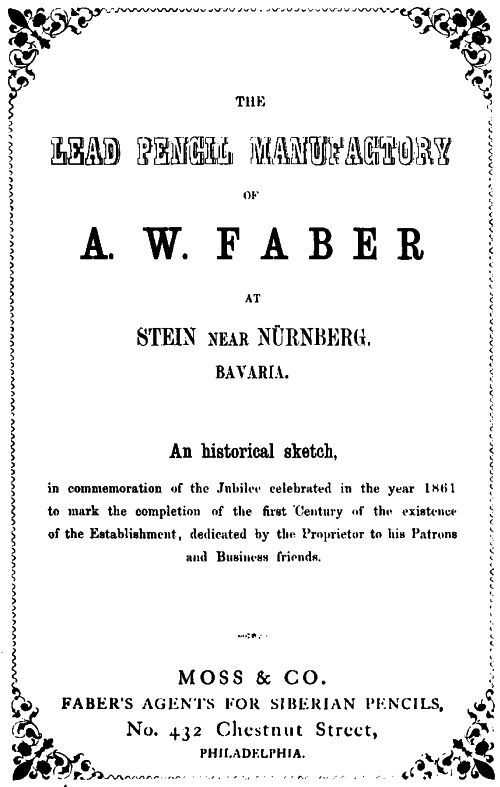 THE
LEAD PENCIL MANUFACTORY
OF
A. W. FABER
AT
STEIN NEAR NÜRNBERG,
BAVARIA.
An historical sketch,
in commemoration of the Jubilee celebrated in the year 1861
to mark the completion of the first Century of the existence
of the Establishment, dedicated by the Proprietor to his Patrons
and Business friends.
MOSS & CO.
FABER'S AGENTS FOR SIBERIAN PENCILS,
No. 432 Chestnut Street,
PHILADELPHIA.